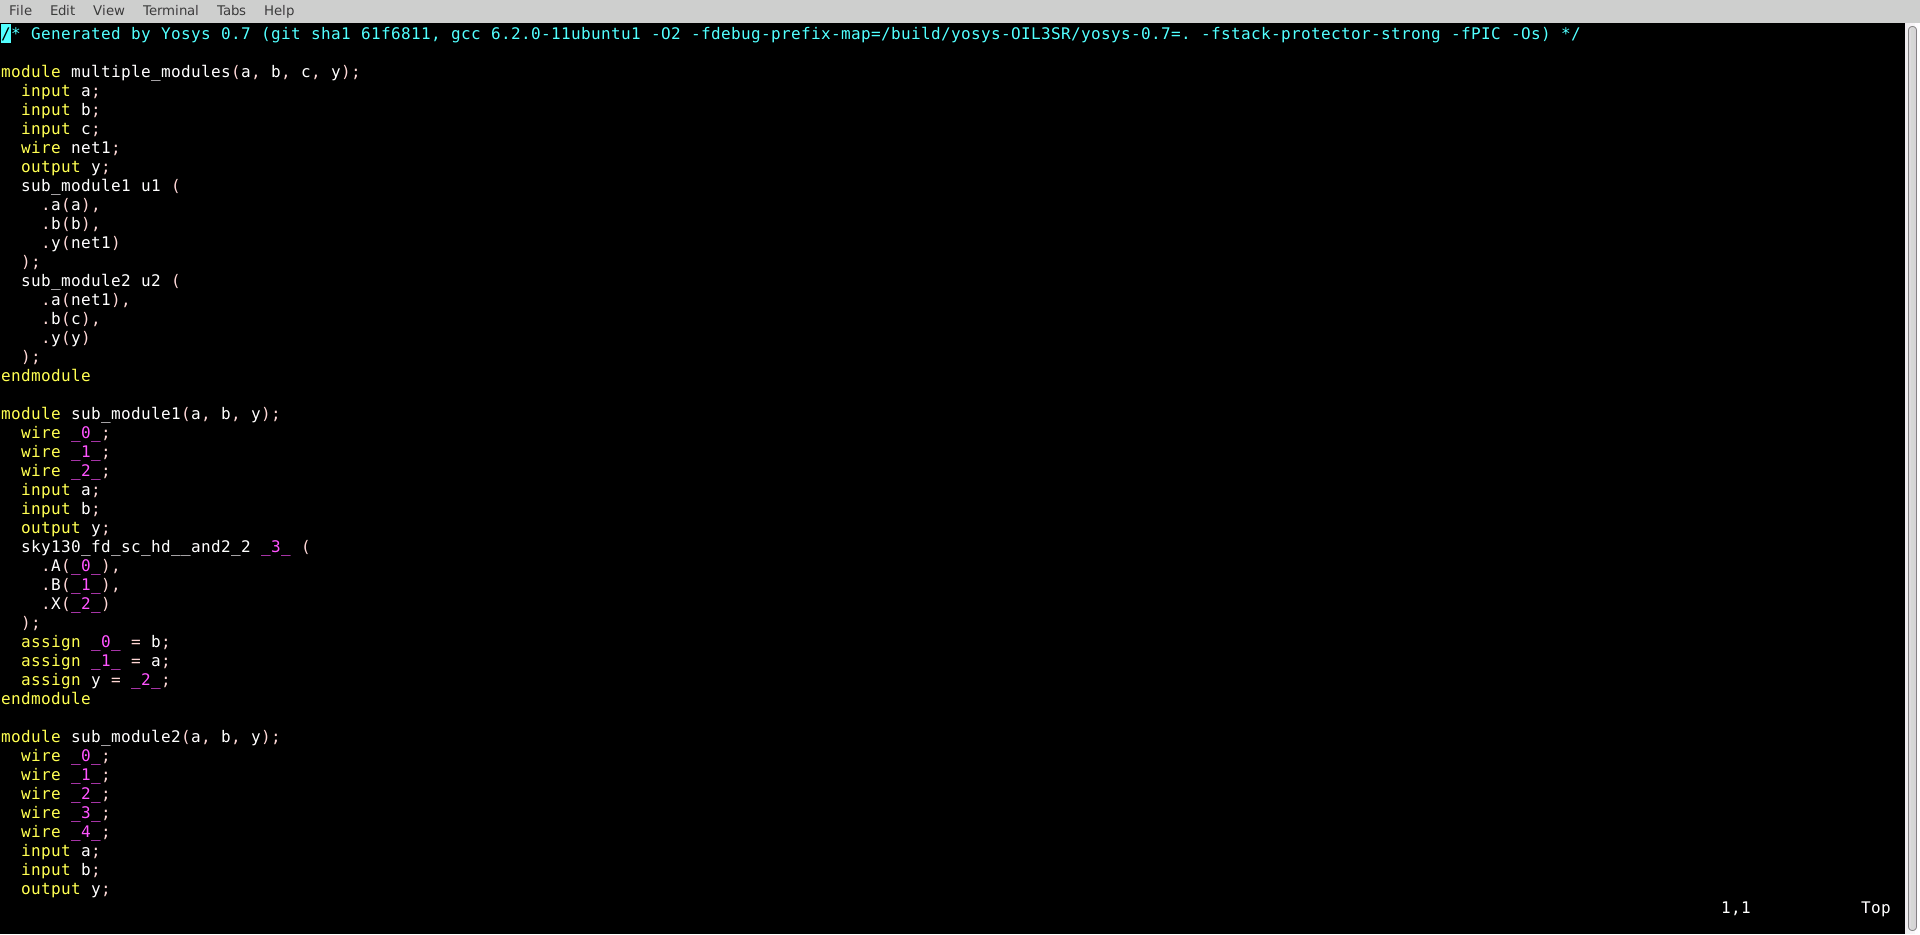 File Edit View Terminal Tabs Help
/* Generated by Yosys 0.7 (git sha1 61f6811, gcc 6.2.0-11ubuntu1 -O2 -fdebug-prefix-map=/build/yosys-OIL3SR/yosys-0.7=. -fstack-protector-strong -fPIC -Os) */

module multiple_modules(a, b, c, y);
  input a;
  input b;
  input c;
  wire net1;
  output y;
  sub_module1 u1 (
    .a(a),
    .b(b),
    .y(net1)
  );
  sub_module2 u2 (
    .a(net1),
    .b(c),
    .y(y)
  );
endmodule

module sub_module1(a, b, y);
  wire _0_;
  wire _1_;
  wire _2_;
  input a;
  input b;
  output y;
  sky130_fd_sc_hd__and2_2 _3_ (
    .A(_0_),
    .B(_1_),
    .X(_2_)
  );
  assign _0_ = b;
  assign _1_ = a;
  assign y = _2_;
endmodule

module sub_module2(a, b, y);
  wire _0_;
  wire _1_;
  wire _2_;
  wire _3_;
  wire _4_;
  input a;
  input b;
  output y;
1,1 Top